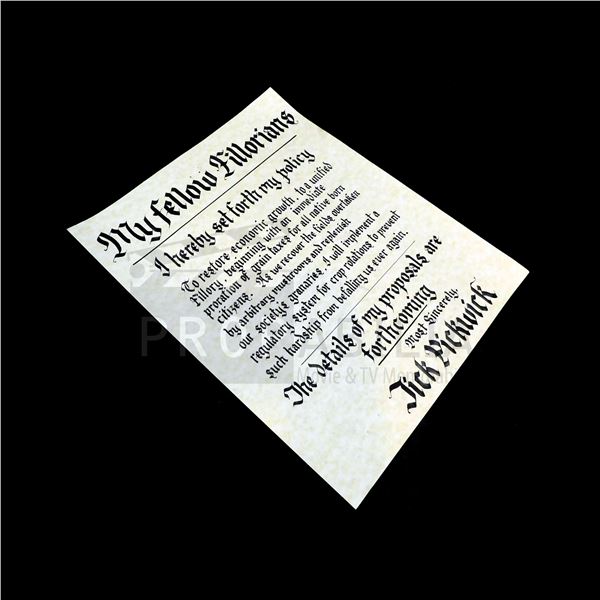 My fellow Fillorians
I hereby set forth my policy
To restore economic growth, to a unified
Fillory, beginning with an immediate
proration of grain taxes for all native born
citizens. As we recover the fields overtaken
by arbitrary mushrooms and replenish
our society's granaries, I will implement a
regulatory system for crop rotations to prevent
such hardship from befalling us ever again.
The details of my proposals are
forthcoming
Most Sincerely,
Tick Pickwick
Movie & TV